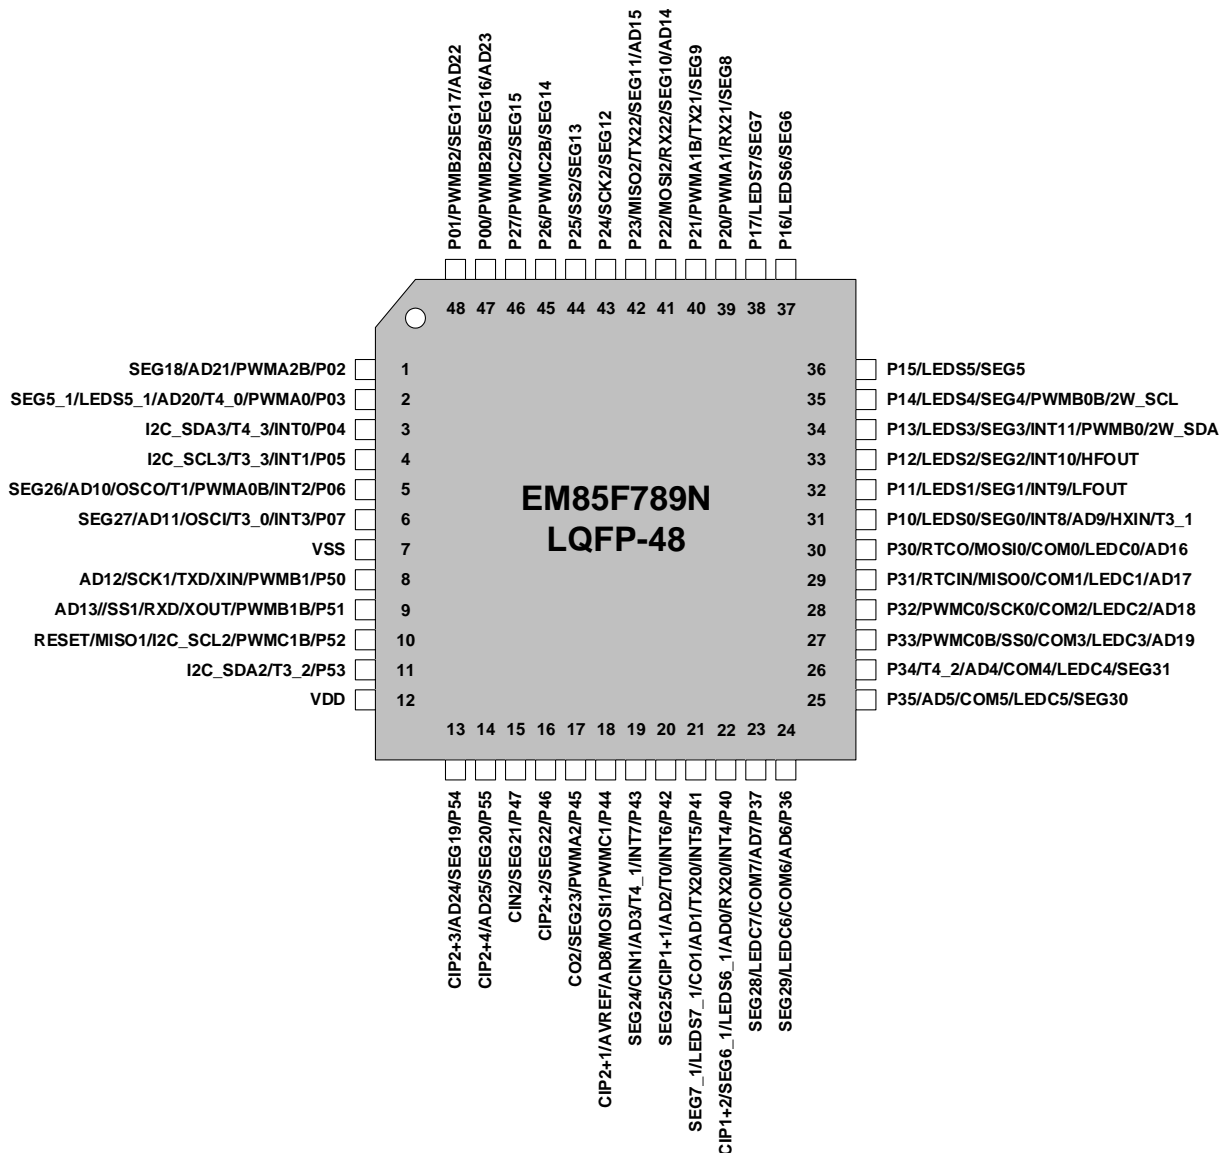 P01/PWMB2/SEG17/AD22
P00/PWMB2B/SEG16/AD23
P27/PWMC2/SEG15
P26/PWMC2B/SEG14
P25/SS2/SEG13
P24/SCK2/SEG12
P23/MISO2/TX22/SEG11/AD15
P22/MOSI2/RX22/SEG10/AD14
P21/PWMA1B/TX21/SEG9
P20/PWMA1/RX21/SEG8
P17/LEDS7/SEG7
P16/LEDS6/SEG6
48 47 46 45 44 43 42 41 40 39 38 37
SEG18/AD21/PWMA2B/P02 1
SEG5_1/LEDS5_1/AD20/T4_0/PWMA0/P03 2
I2C_SDA3/T4_3/INT0/P04 3
I2C_SCL3/T3_3/INT1/P05 4
SEG26/AD10/OSCO/T1/PWMA0B/INT2/P06 5
SEG27/AD11/OSCI/T3_0/INT3/P07 6
VSS 7
AD12/SCK1/TXD/XIN/PWMB1/P50 8
AD13//SS1/RXD/XOUT/PWMB1B/P51 9
RESET/MISO1/I2C_SCL2/PWMC1B/P52 10
I2C_SDA2/T3_2/P53 11
VDD 12
EM85F789N
LQFP-48
36 P15/LEDS5/SEG5
35 P14/LEDS4/SEG4/PWMB0B/2W_SCL
34 P13/LEDS3/SEG3/INT11/PWMB0/2W_SDA
33 P12/LEDS2/SEG2/INT10/HFOUT
32 P11/LEDS1/SEG1/INT9/LFOUT
31 P10/LEDS0/SEG0/INT8/AD9/HXIN/T3_1
30 P30/RTCO/MOSI0/COM0/LEDC0/AD16
29 P31/RTCIN/MISO0/COM1/LEDC1/AD17
28 P32/PWMC0/SCK0/COM2/LEDC2/AD18
27 P33/PWMC0B/SS0/COM3/LEDC3/AD19
26 P34/T4_2/AD4/COM4/LEDC4/SEG31
25 P35/AD5/COM5/LEDC5/SEG30
13 14 15 16 17 18 19 20 21 22 23 24
CIP2+3/AD24/SEG19/P54
CIP2+4/AD25/SEG20/P55
CIN2/SEG21/P47
CIP2+2/SEG22/P46
CO2/SEG23/PWMA2/P45
CIP2+1/AVREF/AD8/MOSI1/PWMC1/P44
SEG24/CIN1/AD3/T4_1/INT7/P43
SEG25/CIP1+1/AD2/T0/INT6/P42
SEG7_1/LEDS7_1/CO1/AD1/TX20/INT5/P41
CIP1+2/SEG6_1/LEDS6_1/AD0/RX20/INT4/P40
SEG28/LEDC7/COM7/AD7/P37
SEG29/LEDC6/COM6/AD6/P36